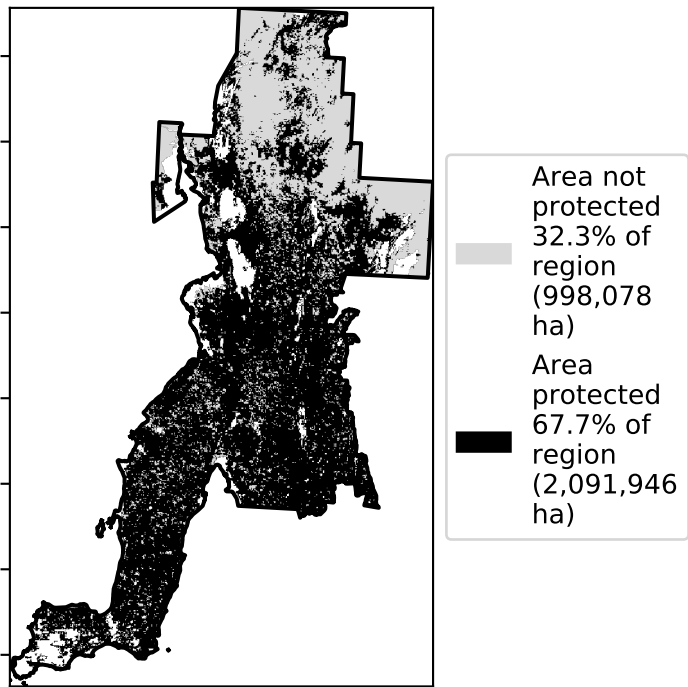 Area not
protected
32.3% of
region
(998,078
ha)
Area
protected
67.7% of
region
(2,091,946
ha)